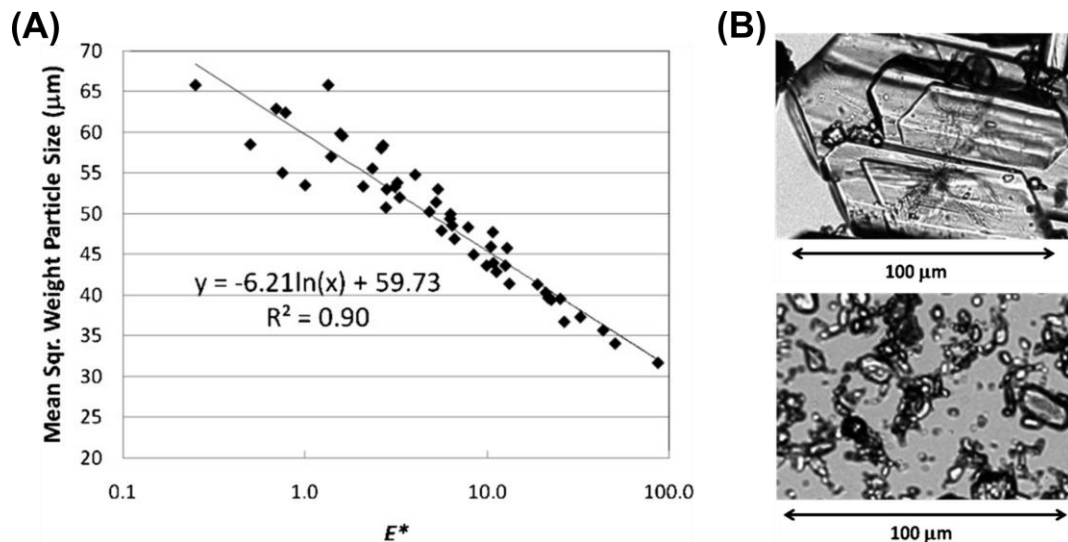 (A)
70
65
60
55
50
45
40
35
30
25
20
Mean Sqr. Weight Particle Size (μm)
y = -6.21ln(x) + 59.73
R² = 0.90
0.1
1.0
10.0
100.0
E*
(B)
100 μm
100 μm